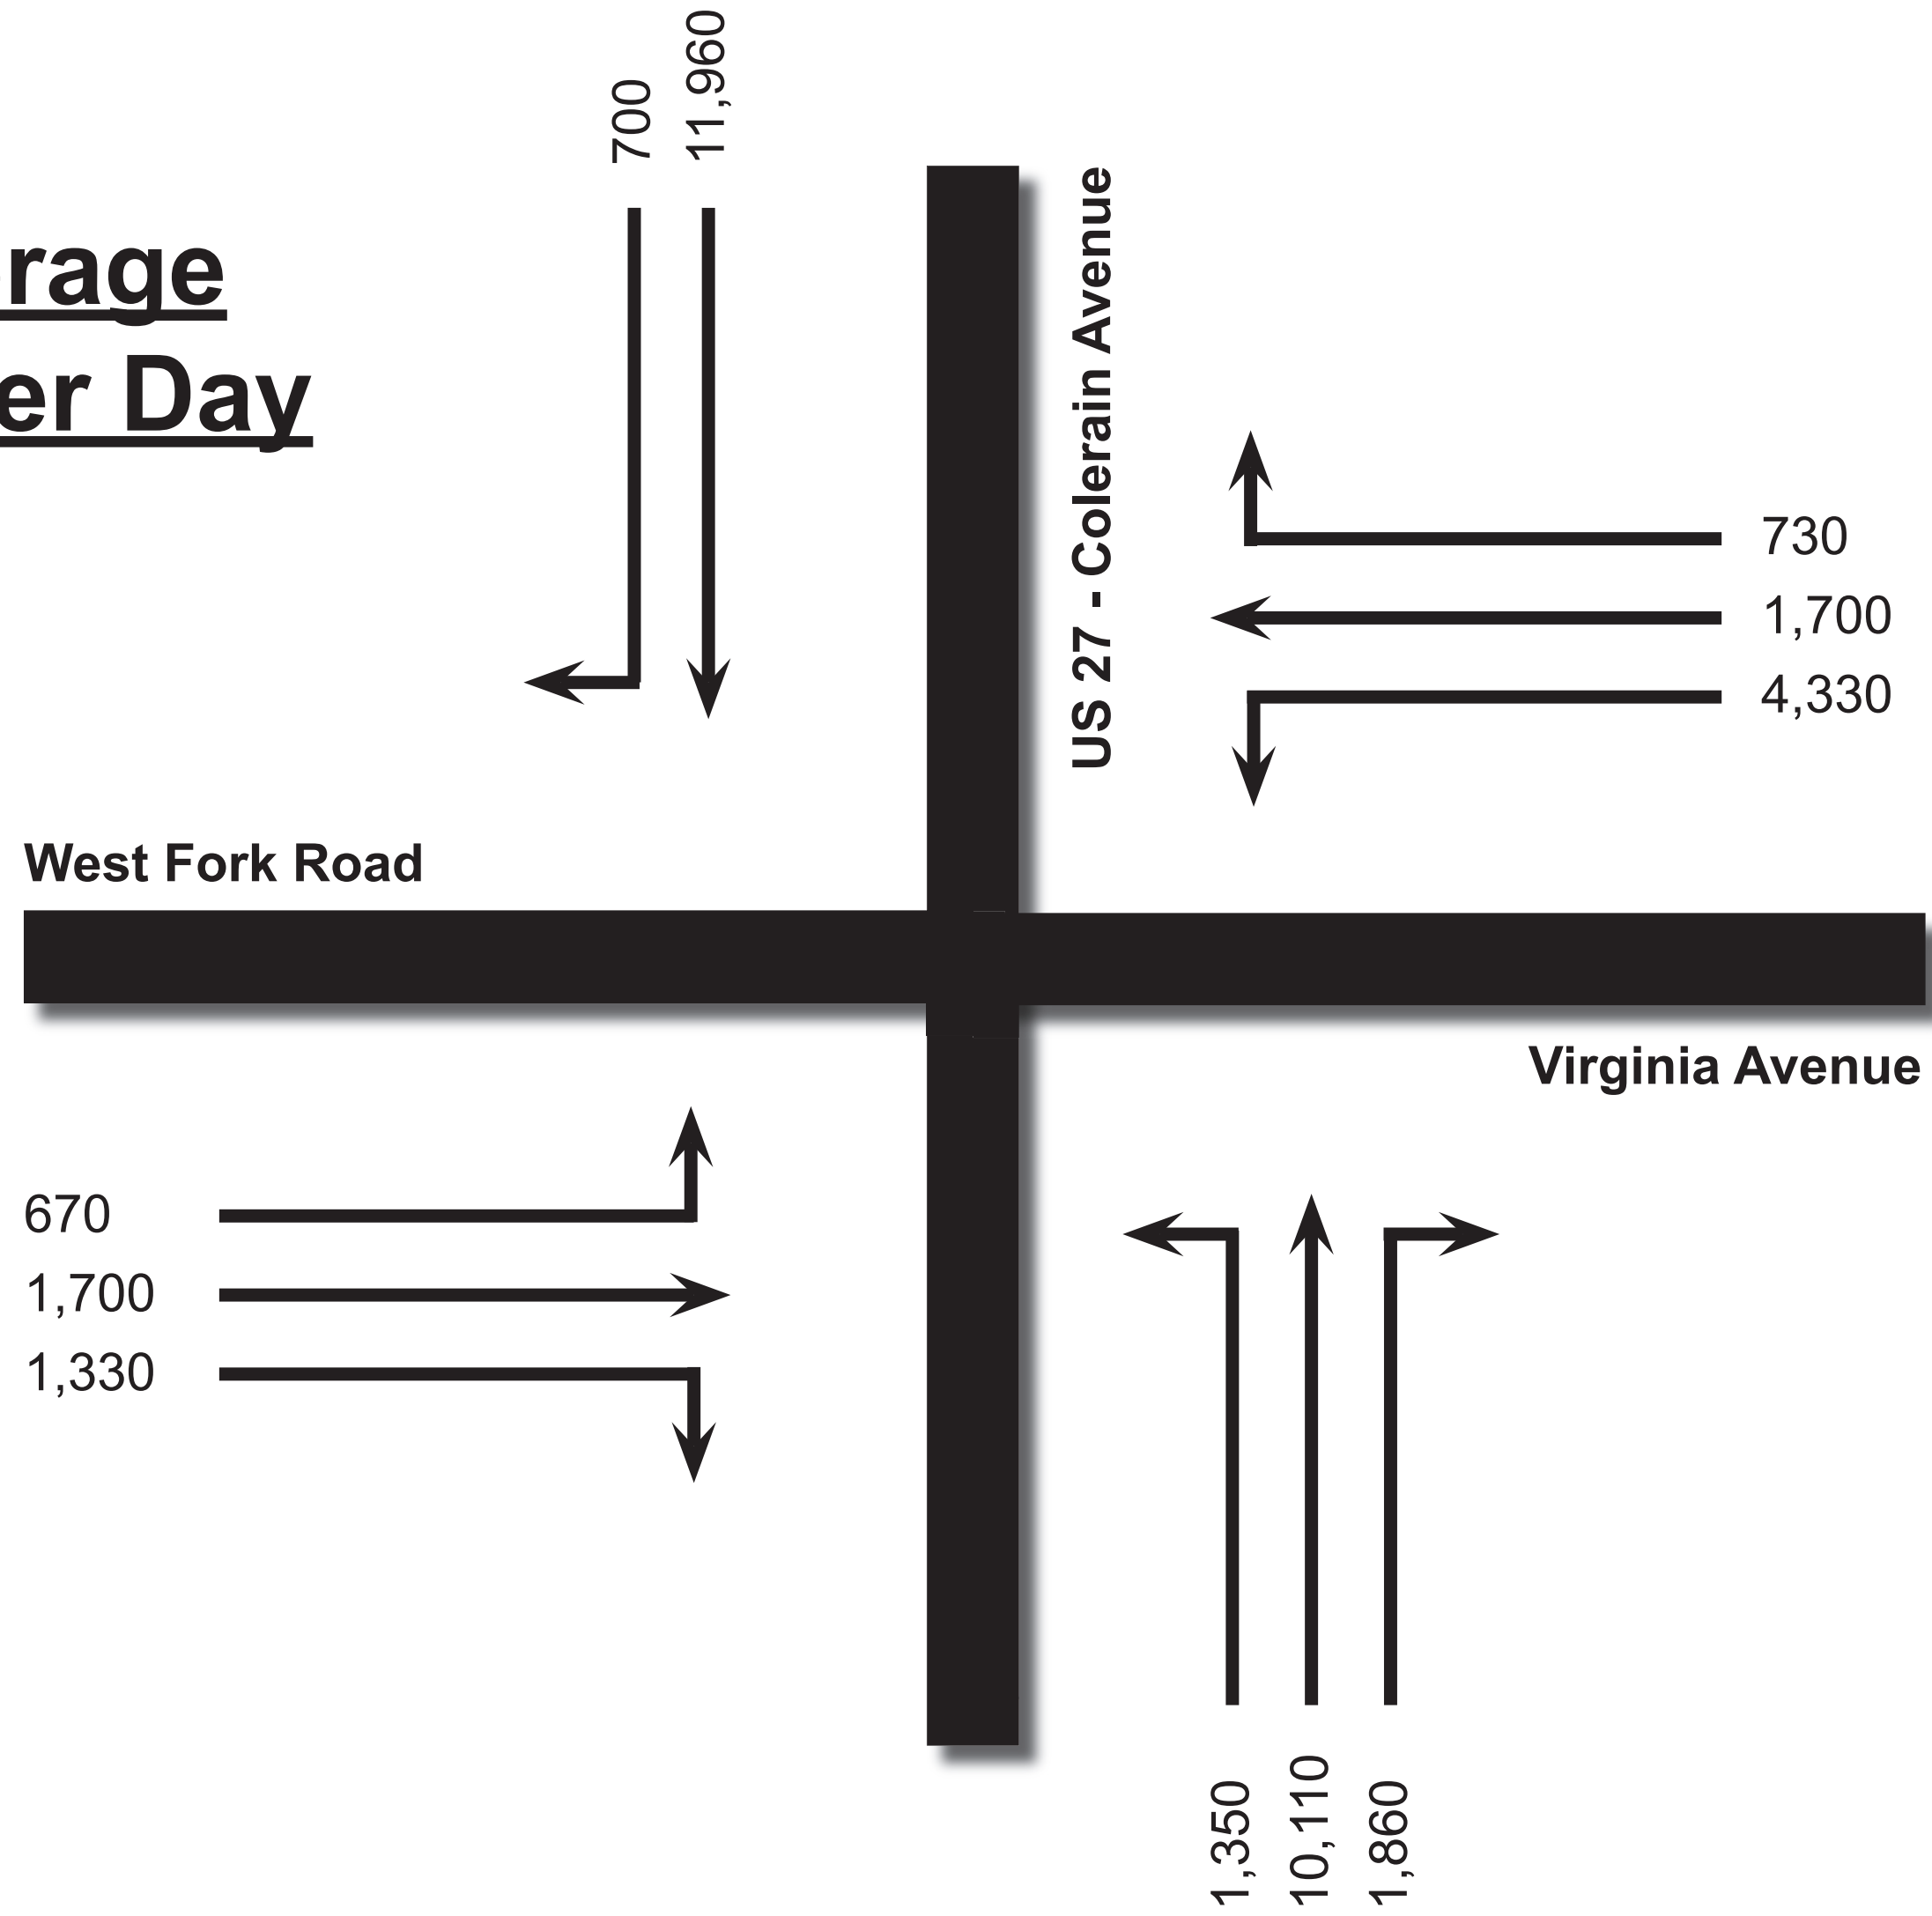 700
11,960
rage
er Day
US 27 - Colerain Avenue
730
1,700
4,330
West Fork Road
Virginia Avenue
670
1,700
1,330
1,350
10,110
1,860